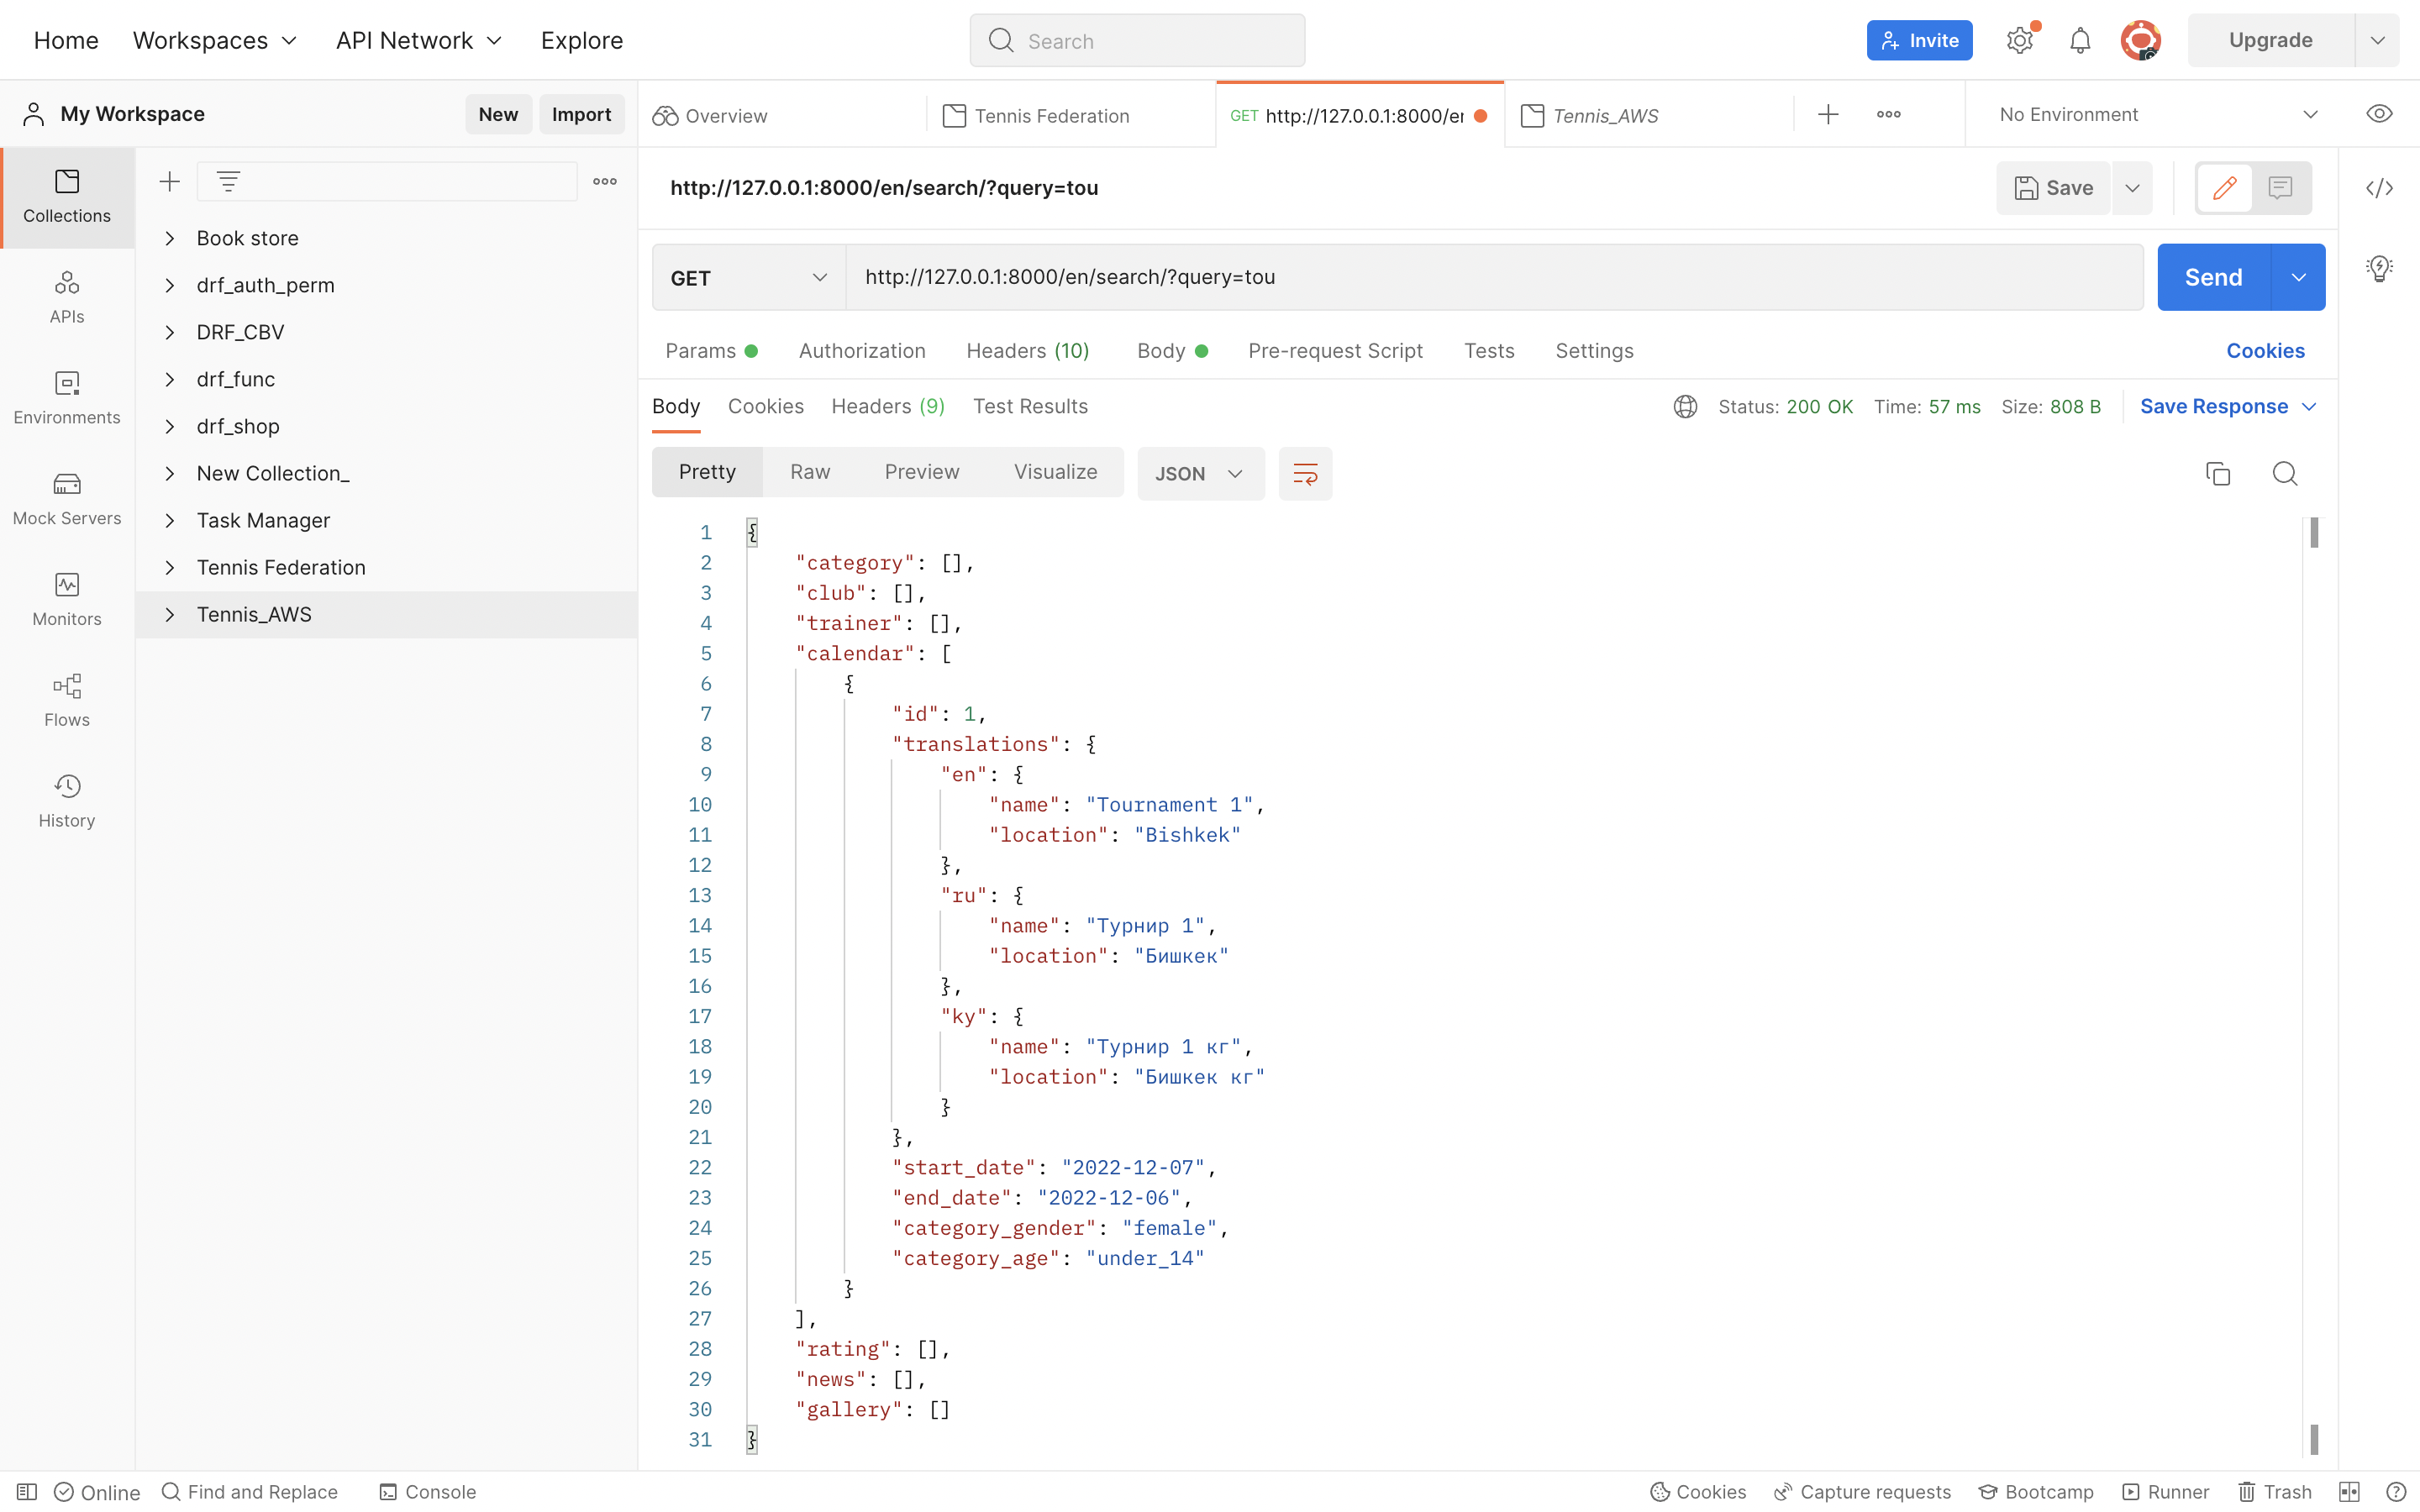 Home Workspaces API Network Explore Search Invite Upgrade
My Workspace New Import Overview Tennis Federation GET http://127.0.0.1:8000/er Tennis_AWS No Environment
Collections
APIs
Environments
Mock Servers
Monitors
Flows
History
Book store
drf_auth_perm
DRF_CBV
drf_func
drf_shop
New Collection_
Task Manager
Tennis Federation
Tennis_AWS
http://127.0.0.1:8000/en/search/?query=tou Save
GET http://127.0.0.1:8000/en/search/?query=tou Send
Params Authorization Headers (10) Body Pre-request Script Tests Settings Cookies
Body Cookies Headers (9) Test Results Status: 200 OK Time: 57 ms Size: 808 B Save Response
Pretty Raw Preview Visualize JSON
1 {
2 "category": [],
3 "club": [],
4 "trainer": [],
5 "calendar": [
6 {
7 "id": 1,
8 "translations": {
9 "en": {
10 "name": "Tournament 1",
11 "location": "Bishkek"
12 },
13 "ru": {
14 "name": "Турнир 1",
15 "location": "Бишкек"
16 },
17 "ky": {
18 "name": "Турнир 1 кг",
19 "location": "Бишкек кг"
20 }
21 },
22 "start_date": "2022-12-07",
23 "end_date": "2022-12-06",
24 "category_gender": "female",
25 "category_age": "under_14"
26 }
27 ],
28 "rating": [],
29 "news": [],
30 "gallery": []
31 }
Online Find and Replace Console Cookies Capture requests Bootcamp Runner Trash